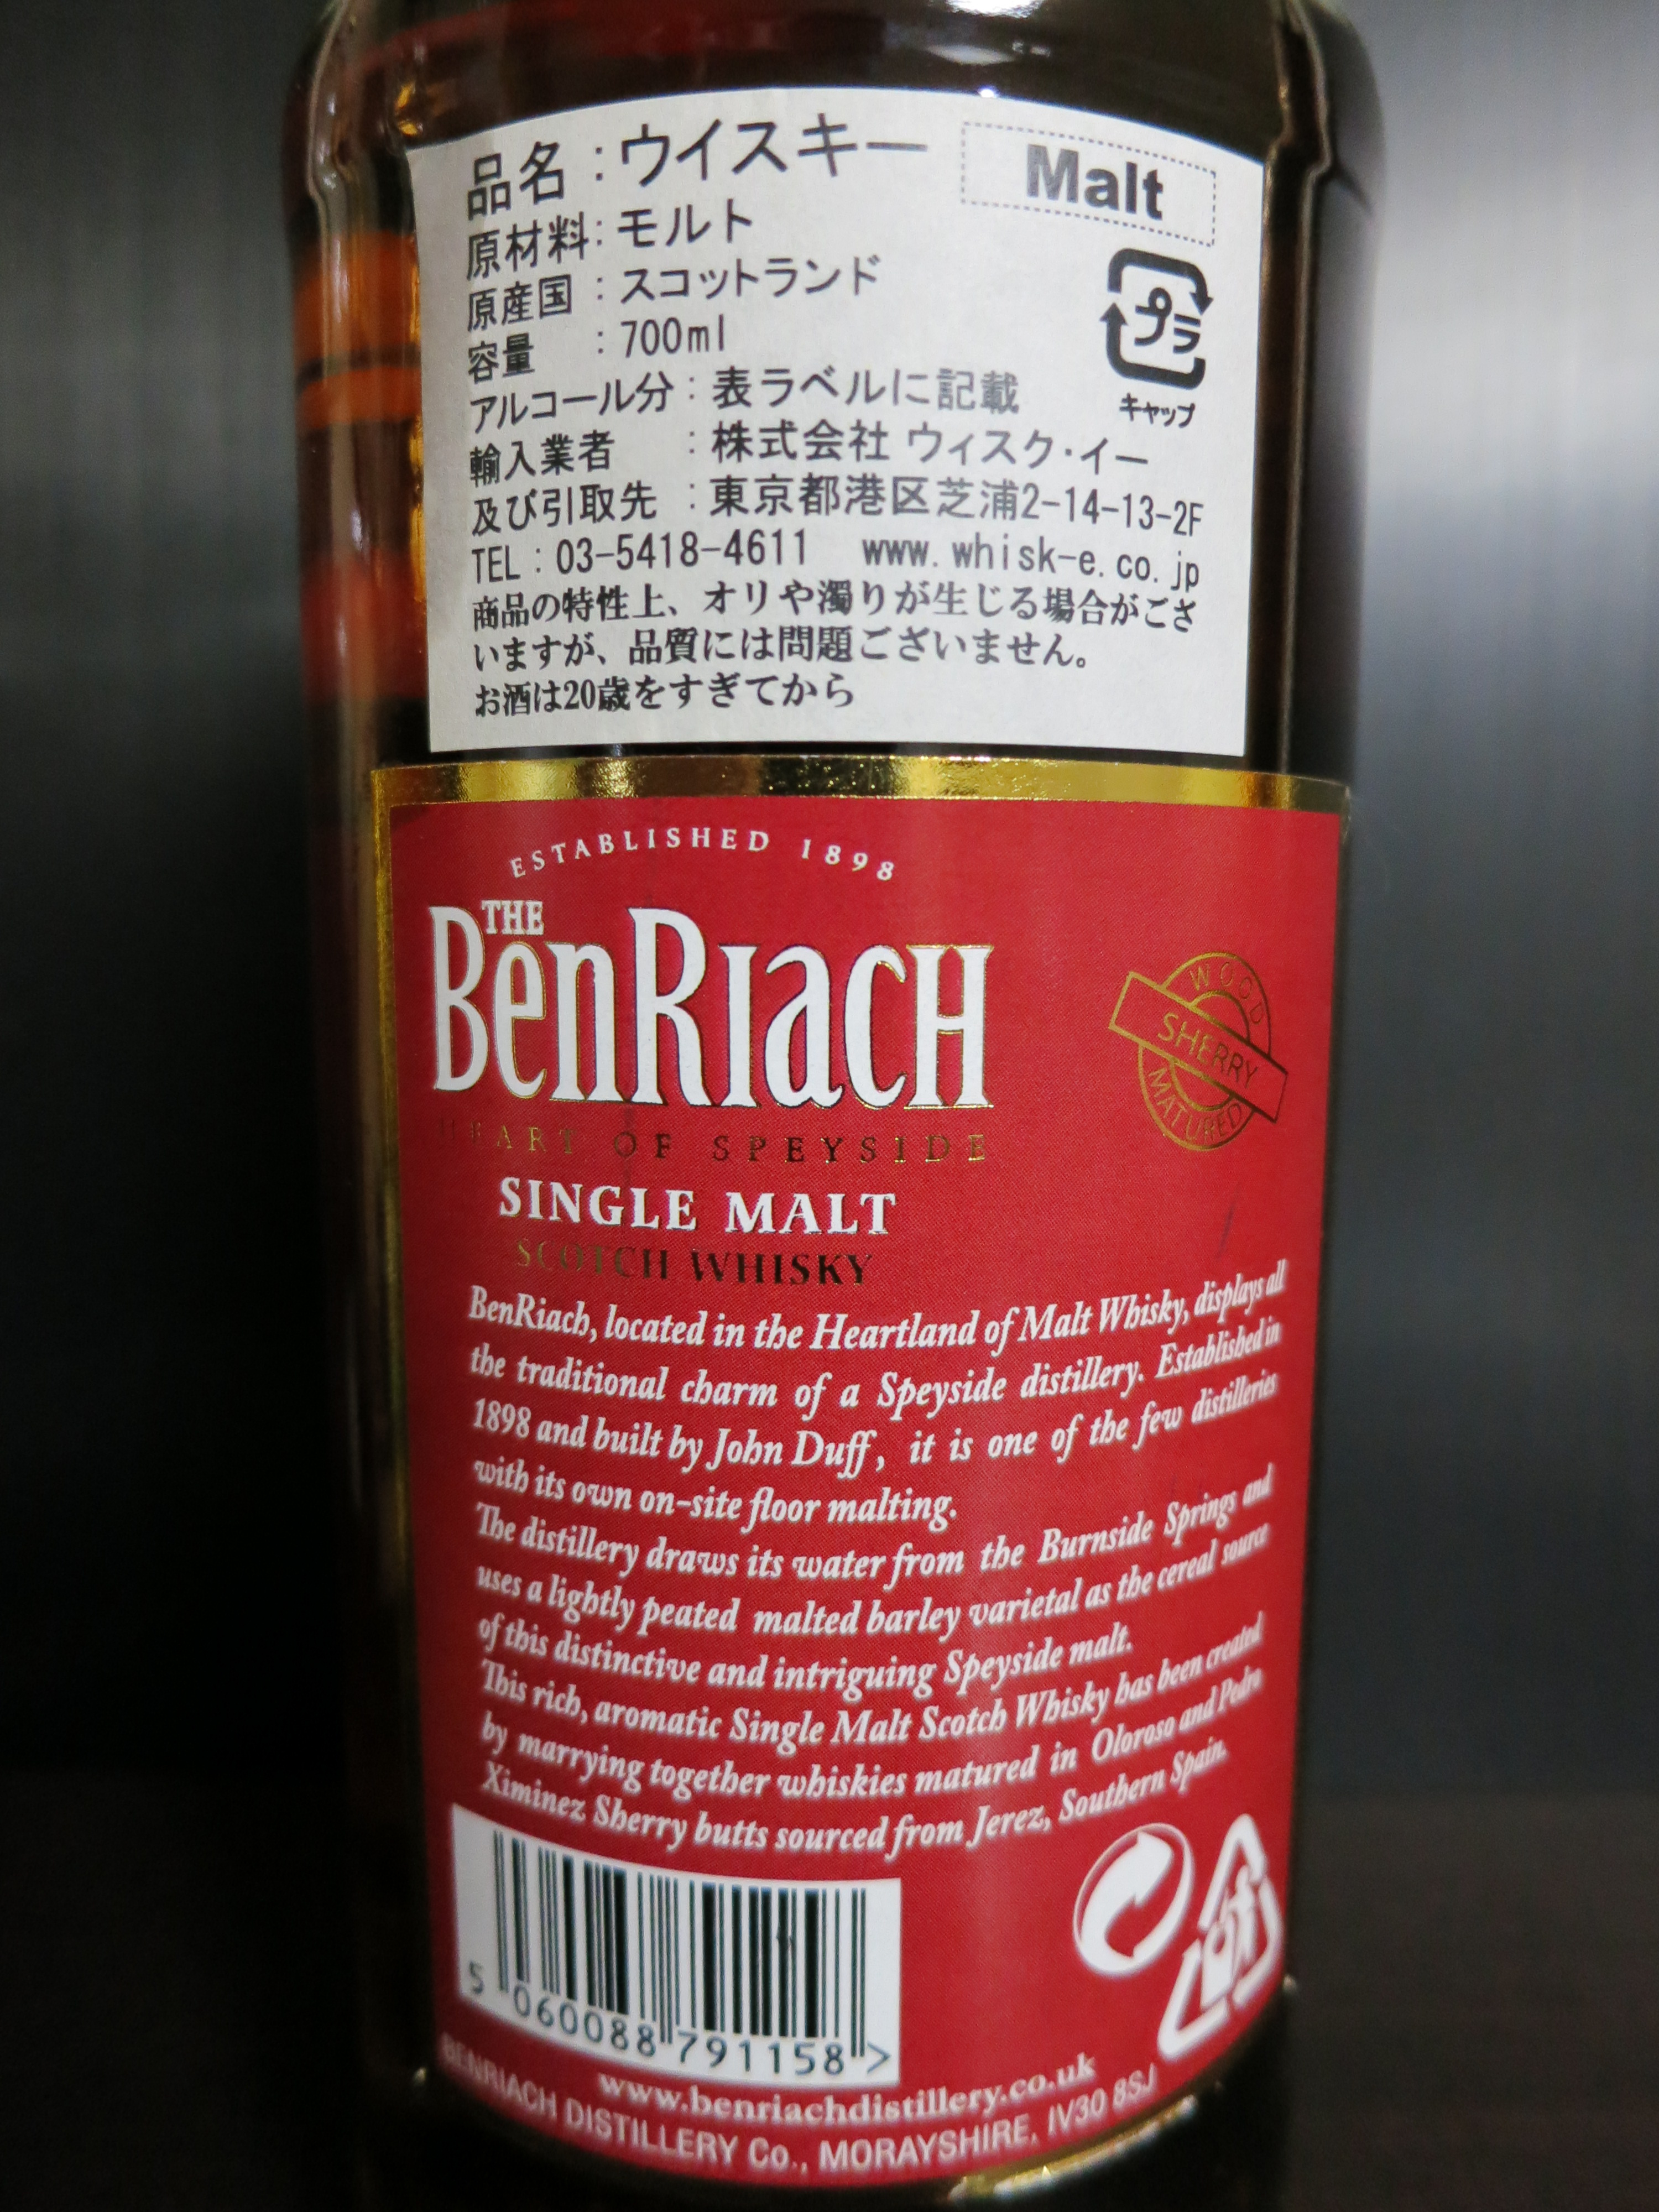 品名:ウイスキー
Malt
原材料:モルト
原産国:スコットランド
容量:700ml
プラ
キャップ
アルコール分:表ラベルに記載
輸入業者:株式会社 ウィスク・イー
及び引取先:東京都港区芝浦2-14-13-2F
TEL:03-5418-4611 www.whisk-e.co.jp
商品の特性上、オリや濁りが生じる場合がござ
いますが、品質には問題ございません。
お酒は20歳をすぎてから
ESTABLISHED 1898
THE
BENRIACH
HEART OF SPEYSIDE
WOOD
SHERRY
MATURED
SINGLE MALT
SCOTCH WHISKY
BenRiach, located in the Heartland of Malt Whisky, displays all
the traditional charm of a Speyside distillery. Established in
1898 and built by John Duff, it is one of the few distilleries
with its own on-site floor malting.
The distillery draws its water from the Burnside Springs and
uses a lightly peated malted barley varietal as the cereal source
of this distinctive and intriguing Speyside malt.
This rich, aromatic Single Malt Scotch Whisky has been created
by marrying together whiskies matured in Oloroso and Pedro
Ximinez Sherry butts sourced from Jerez, Southern Spain.
5 060088 791158 >
www.benriachdistillery.co.uk
BENRIACH DISTILLERY Co., MORAYSHIRE, IV30 8SJ